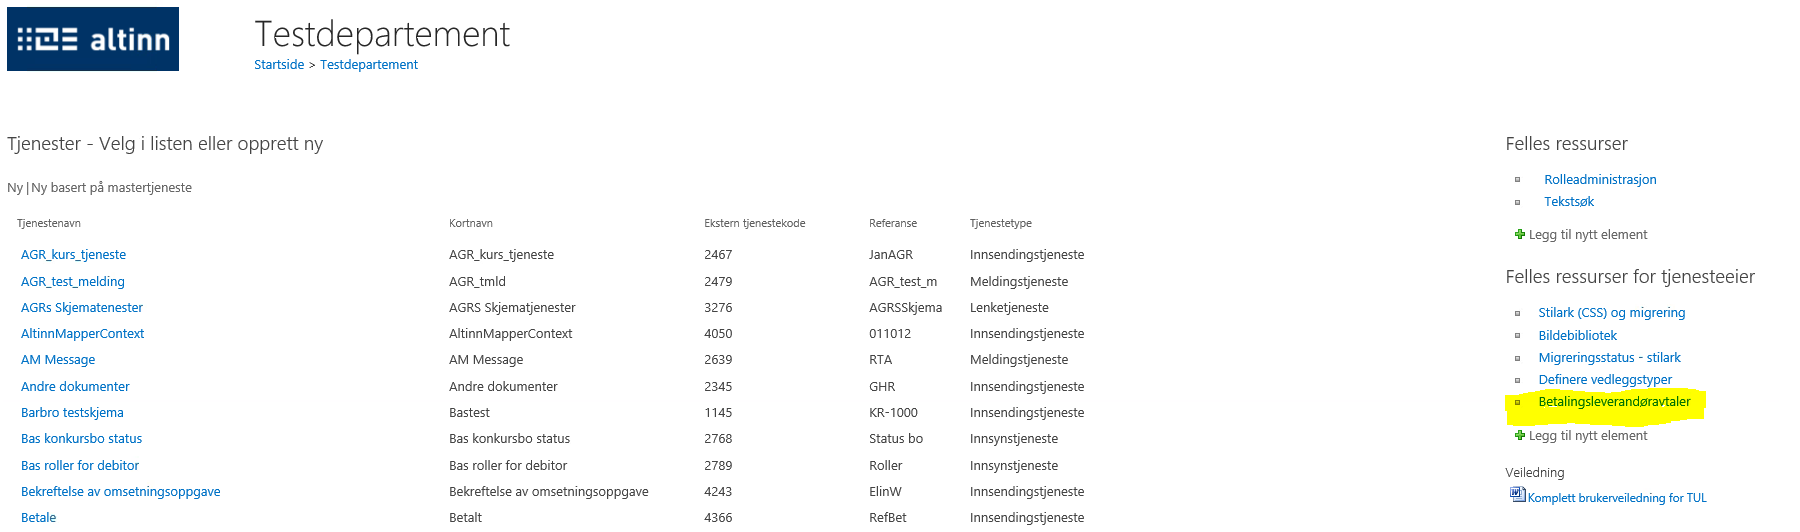 altinn
Testdepartement
Startside > Testdepartement
Tjenester - Velg i listen eller opprett ny
Ny | Ny basert på mastertjeneste
Tjenestenavn Kortnavn Ekstern tjenestekode Referanse Tjenestetype
AGR_kurs_tjeneste AGR_kurs_tjeneste 2467 JanAGR Innsendingstjeneste
AGR_test_melding AGR_tmld 2479 AGR_test_m Meldingstjeneste
AGRs Skjematenester AGRS Skjematjenester 3276 AGRSSkjema Lenketjeneste
AltinnMapperContext AltinnMapperContext 4050 011012 Innsendingstjeneste
AM Message AM Message 2639 RTA Meldingstjeneste
Andre dokumenter Andre dokumenter 2345 GHR Innsendingstjeneste
Barbro testskjema Bastest 1145 KR-1000 Innsendingstjeneste
Bas konkursbo status Bas konkursbo status 2768 Status bo Innsynstjeneste
Bas roller for debitor Bas roller for debitor 2789 Roller Innsynstjeneste
Bekreftelse av omsetningsoppgave Bekreftelse av omsetningsoppgave 4243 ElinW Innsendingstjeneste
Betale Betalt 4366 RefBet Innsendingstjeneste
Felles ressurser
Rolleadministrasjon
Tekstsøk
Legg til nytt element
Felles ressurser for tjenesteeier
Stilark (CSS) og migrering
Bildebibliotek
Migreringsstatus - stilark
Definere vedleggstyper
Betalingsleverandøravtaler
Legg til nytt element
Veiledning
Komplett brukerveiledning for TUL